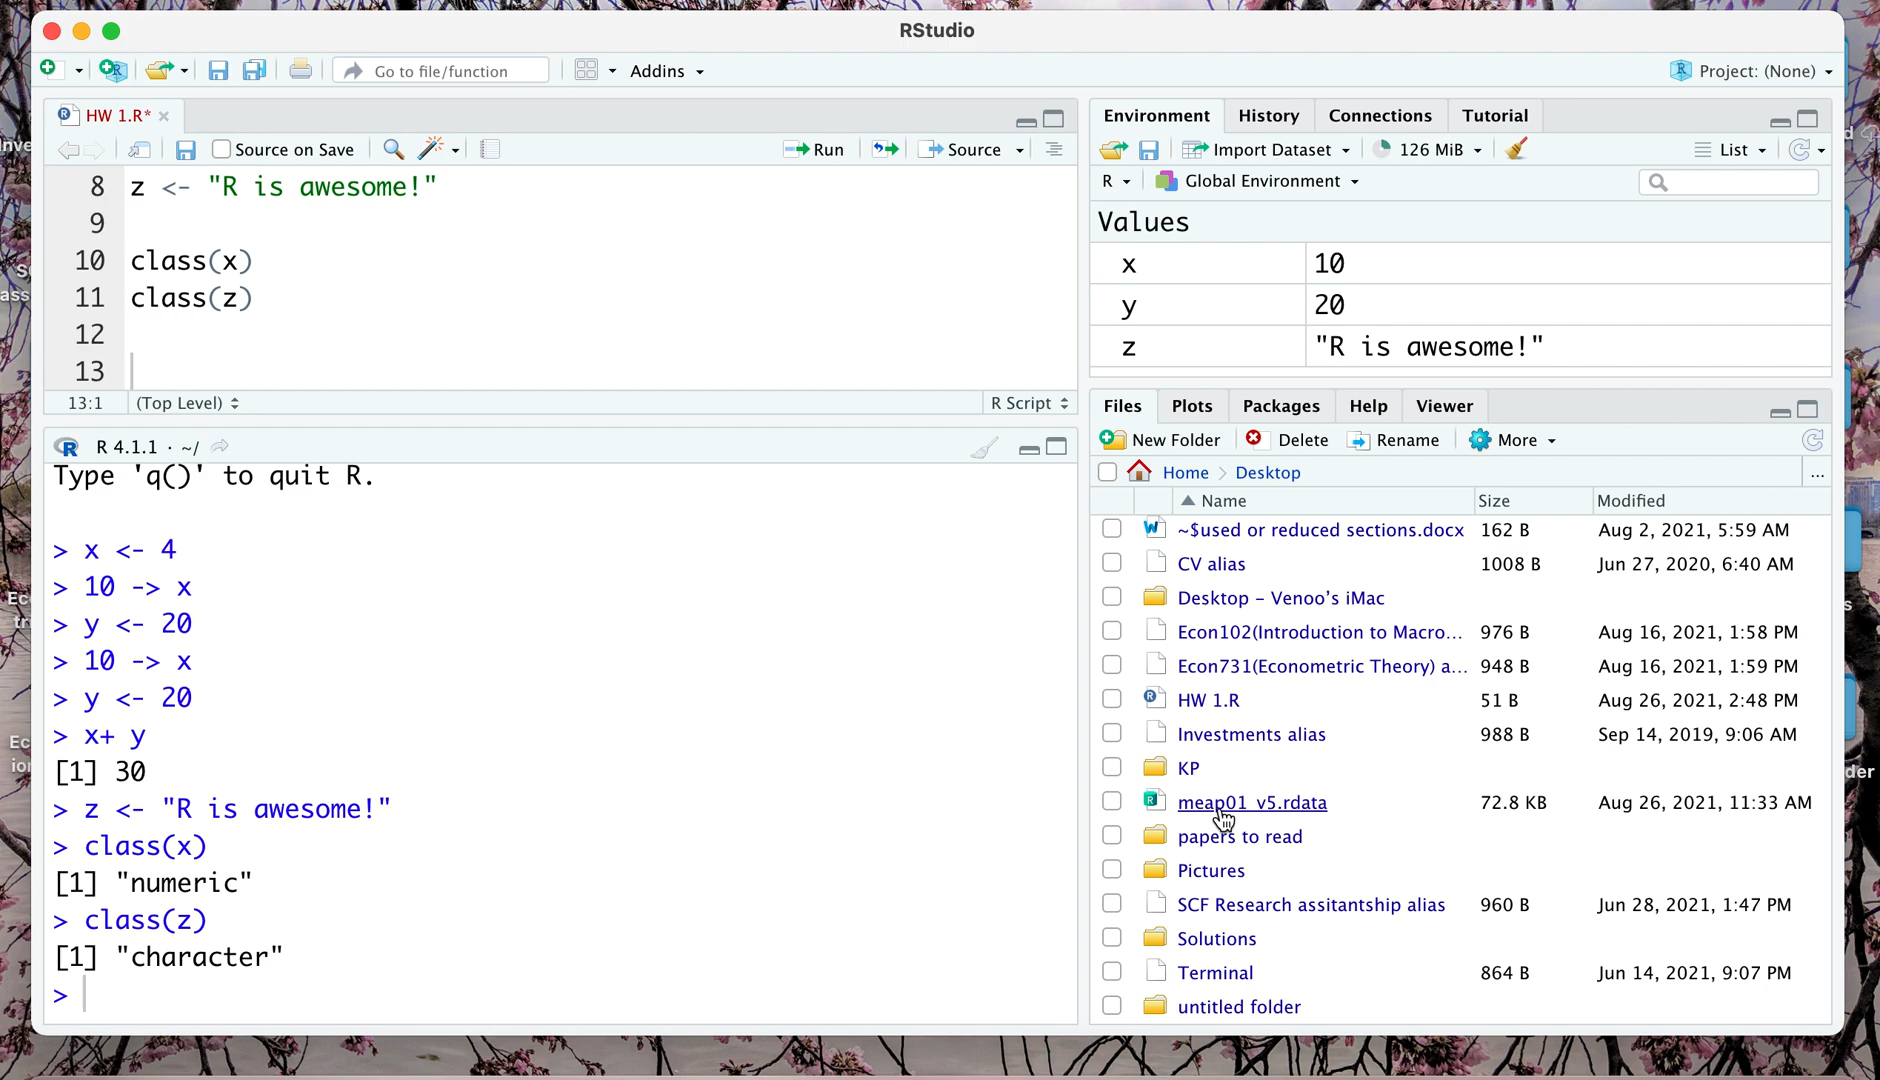 RStudio
Go to file/function
Addins
Project: (None)
HW 1.R*
Source on Save
Run
Source
8 z <- "R is awesome!"
9
10 class(x)
11 class(z)
12
13
13:1 (Top Level) R Script
R 4.1.1 · ~/
Type 'q()' to quit R.
> x <- 4
> 10 -> x
> y <- 20
> 10 -> x
> y <- 20
> x+ y
[1] 30
> z <- "R is awesome!"
> class(x)
[1] "numeric"
> class(z)
[1] "character"
>
Environment History Connections Tutorial
Import Dataset 126 MiB List
R Global Environment
Values
x 10
y 20
z "R is awesome!"
Files Plots Packages Help Viewer
New Folder Delete Rename More
Home > Desktop ...
Name Size Modified
~$used or reduced sections.docx 162 B Aug 2, 2021, 5:59 AM
CV alias 1008 B Jun 27, 2020, 6:40 AM
Desktop – Venoo's iMac
Econ102(Introduction to Macro... 976 B Aug 16, 2021, 1:58 PM
Econ731(Econometric Theory) a... 948 B Aug 16, 2021, 1:59 PM
HW 1.R 51 B Aug 26, 2021, 2:48 PM
Investments alias 988 B Sep 14, 2019, 9:06 AM
KP
meap01_v5.rdata 72.8 KB Aug 26, 2021, 11:33 AM
papers to read
Pictures
SCF Research assitantship alias 960 B Jun 28, 2021, 1:47 PM
Solutions
Terminal 864 B Jun 14, 2021, 9:07 PM
untitled folder